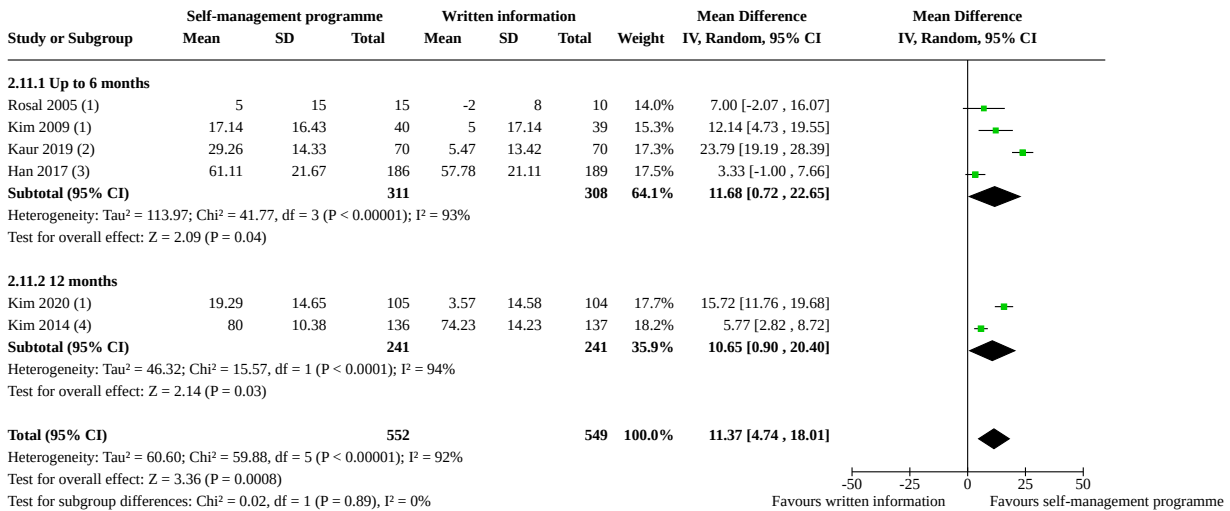 Self-management programme Written information Mean Difference Mean Difference
Study or Subgroup Mean SD Total Mean SD Total Weight IV, Random, 95% CI IV, Random, 95% CI
2.11.1 Up to 6 months
Rosal 2005 (1) 5 15 15 -2 8 10 14.0% 7.00 [-2.07 , 16.07]
Kim 2009 (1) 17.14 16.43 40 5 17.14 39 15.3% 12.14 [4.73 , 19.55]
Kaur 2019 (2) 29.26 14.33 70 5.47 13.42 70 17.3% 23.79 [19.19 , 28.39]
Han 2017 (3) 61.11 21.67 186 57.78 21.11 189 17.5% 3.33 [-1.00 , 7.66]
Subtotal (95% CI) 311 308 64.1% 11.68 [0.72 , 22.65]
Heterogeneity: Tau² = 113.97; Chi² = 41.77, df = 3 (P < 0.00001); I² = 93%
Test for overall effect: Z = 2.09 (P = 0.04)
2.11.2 12 months
Kim 2020 (1) 19.29 14.65 105 3.57 14.58 104 17.7% 15.72 [11.76 , 19.68]
Kim 2014 (4) 80 10.38 136 74.23 14.23 137 18.2% 5.77 [2.82 , 8.72]
Subtotal (95% CI) 241 241 35.9% 10.65 [0.90 , 20.40]
Heterogeneity: Tau² = 46.32; Chi² = 15.57, df = 1 (P < 0.0001); I² = 94%
Test for overall effect: Z = 2.14 (P = 0.03)
Total (95% CI) 552 549 100.0% 11.37 [4.74 , 18.01]
Heterogeneity: Tau² = 60.60; Chi² = 59.88, df = 5 (P < 0.00001); I² = 92%
Test for overall effect: Z = 3.36 (P = 0.0008)
-50 -25 0 25 50
Test for subgroup differences: Chi² = 0.02, df = 1 (P = 0.89), I² = 0% Favours written information Favours self-management programme